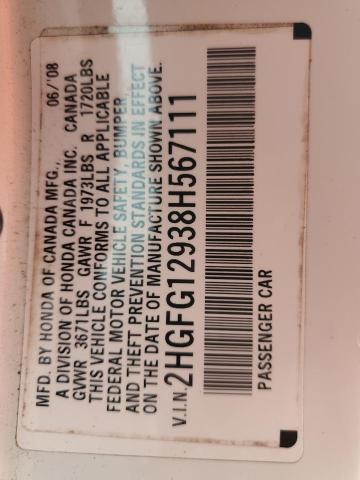 MFD. BY HONDA OF CANADA MFG., 06/'08
A DIVISION OF HONDA CANADA INC. CANADA
GVWR 3671LBS GAWR F 1973LBS R 1720LBS
THIS VEHICLE CONFORMS TO ALL APPLICABLE
FEDERAL MOTOR VEHICLE SAFETY, BUMPER,
AND THEFT PREVENTION STANDARDS IN EFFECT
ON THE DATE OF MANUFACTURE SHOWN ABOVE.
V.I.N. 2HGFG12938H567111
PASSENGER CAR